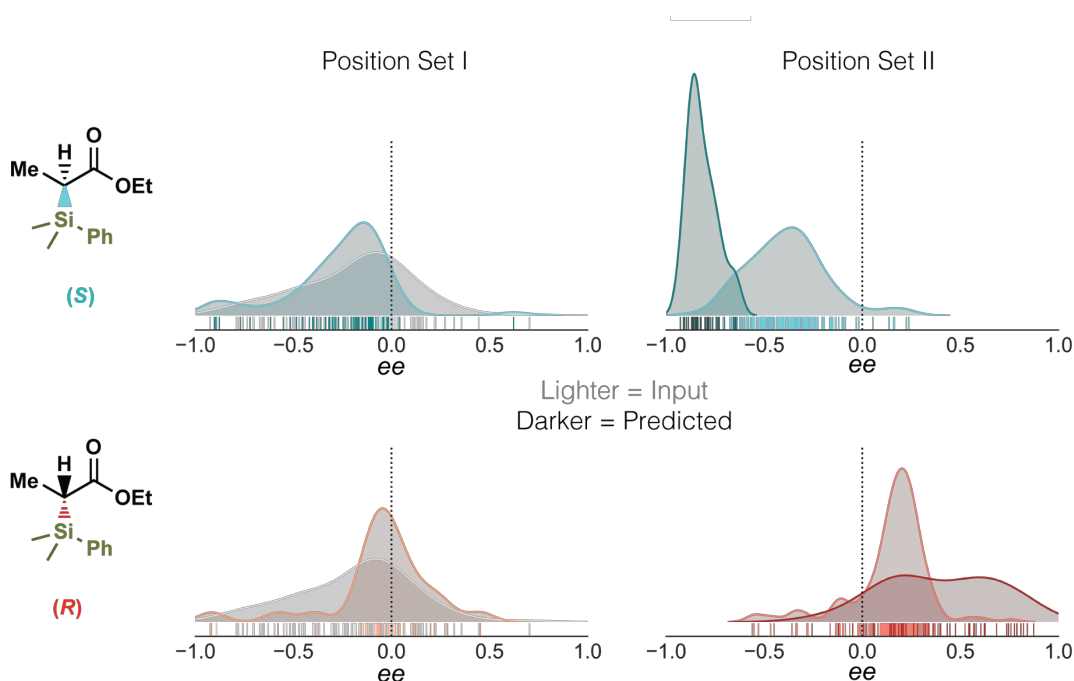 Position Set I
Position Set II
H
O
Me
OEt
Si
Ph
(S)
−1.0 −0.5 0.0 0.5 1.0
ee
−1.0 −0.5 0.0 0.5 1.0
ee
Lighter = Input
Darker = Predicted
H
O
Me
OEt
Si
Ph
(R)
−1.0 −0.5 0.0 0.5 1.0
ee
−1.0 −0.5 0.0 0.5 1.0
ee